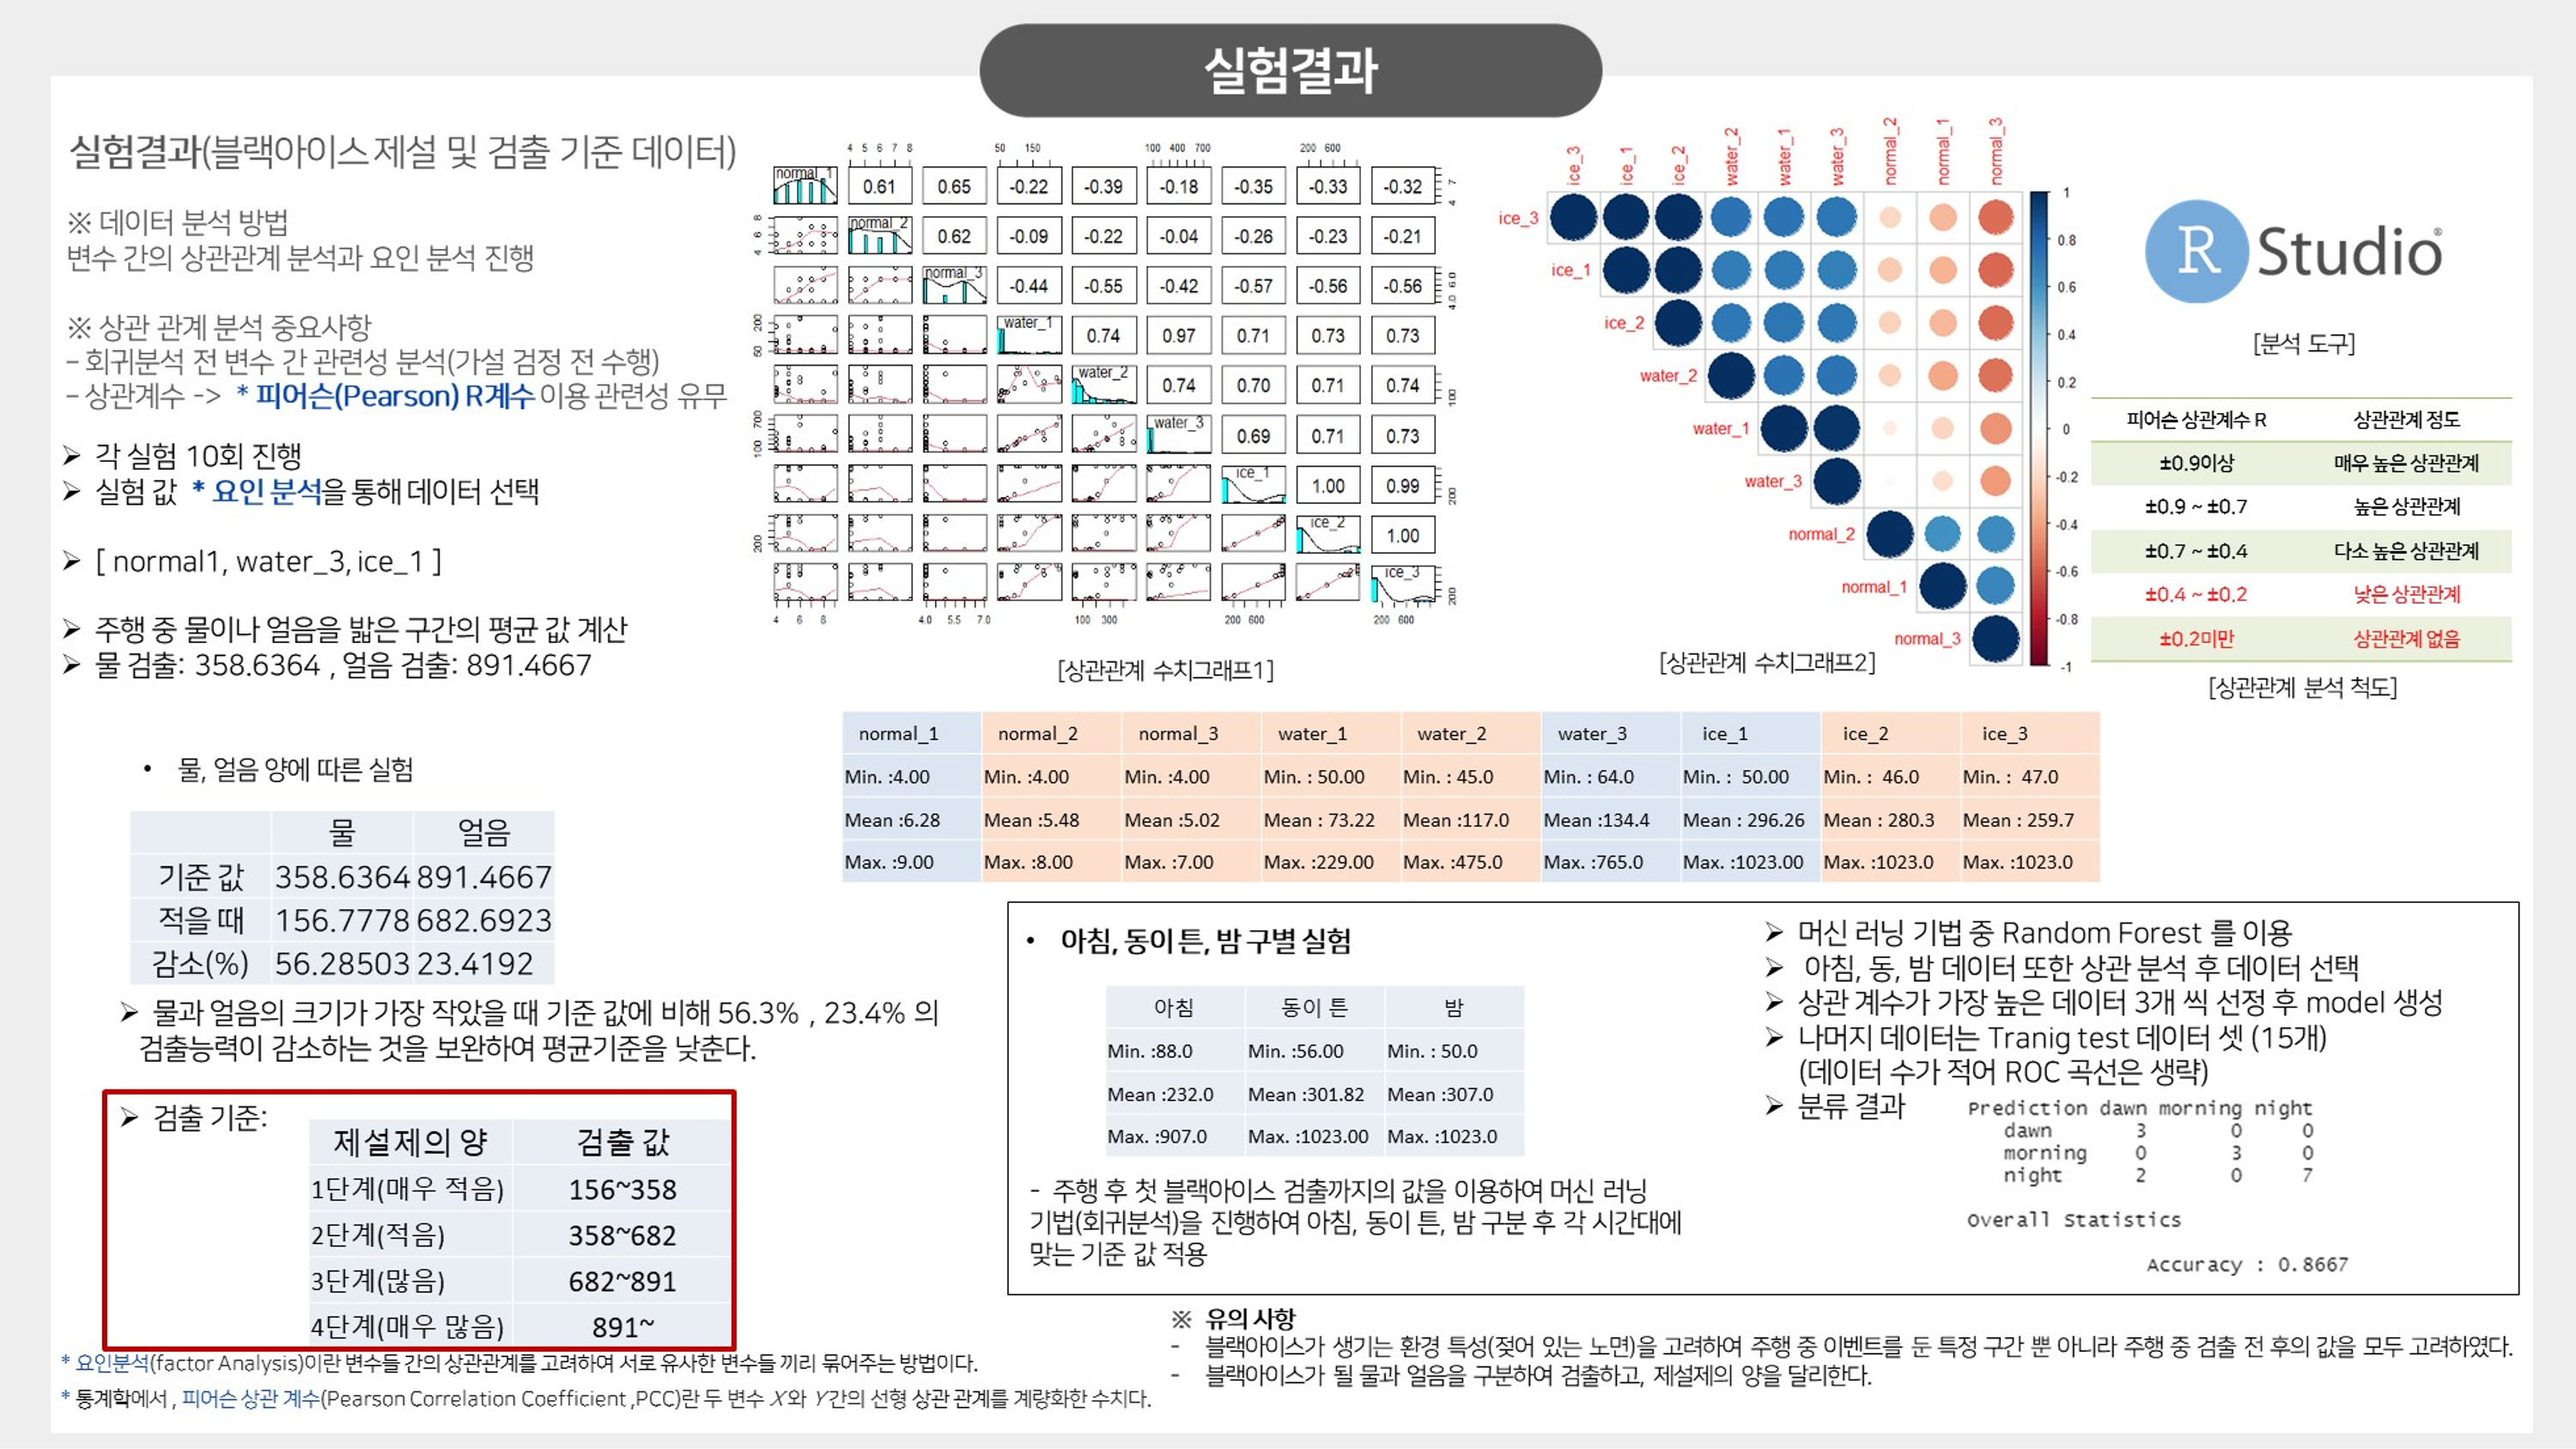 실험결과
실험결과(블랙아이스 제설 및 검출 기준 데이터)
※ 데이터 분석 방법
변수 간의 상관관계 분석과 요인 분석 진행
※ 상관 관계 분석 중요사항
- 회귀분석 전 변수 간 관련성 분석(가설 검정 전 수행)
- 상관계수 -> * 피어슨(Pearson) R계수 이용 관련성 유무
➢ 각 실험 10회 진행
➢ 실험 값 * 요인 분석을 통해 데이터 선택
➢ [ normal1, water_3, ice_1 ]
➢ 주행 중 물이나 얼음을 밟은 구간의 평균 값 계산
➢ 물 검출: 358.6364 , 얼음 검출: 891.4667
4 5 6 7 8 50 150 100 400 700 200 600
normal_1 0.61 0.65 -0.22 -0.39 -0.18 -0.35 -0.33 -0.32
normal_2 0.62 -0.09 -0.22 -0.04 -0.26 -0.23 -0.21
normal_3 -0.44 -0.55 -0.42 -0.57 -0.56 -0.56
water_1 0.74 0.97 0.71 0.73 0.73
water_2 0.74 0.70 0.71 0.74
water_3 0.69 0.71 0.73
ice_1 1.00 0.99
ice_2 1.00
ice_3
4 6 8 4.0 5.5 7.0 100 300 200 600 200 600
[상관관계 수치그래프1]
ice_3 ice_1 ice_2 water_2 water_1 water_3 normal_2 normal_1 normal_3
ice_3
ice_1
ice_2
water_2
water_1
water_3
normal_2
normal_1
normal_3
1
0.8
0.6
0.4
0.2
0
-0.2
-0.4
-0.6
-0.8
-1
[상관관계 수치그래프2]
R Studio
[분석 도구]
피어슨 상관계수 R 상관관계 정도
±0.9이상 매우 높은 상관관계
±0.9 ~ ±0.7 높은 상관관계
±0.7 ~ ±0.4 다소 높은 상관관계
±0.4 ~ ±0.2 낮은 상관관계
±0.2미만 상관관계 없음
[상관관계 분석 척도]
normal_1 normal_2 normal_3 water_1 water_2 water_3 ice_1 ice_2 ice_3
Min. :4.00 Min. :4.00 Min. :4.00 Min. : 50.00 Min. : 45.0 Min. : 64.0 Min. : 50.00 Min. : 46.0 Min. : 47.0
Mean :6.28 Mean :5.48 Mean :5.02 Mean : 73.22 Mean :117.0 Mean :134.4 Mean : 296.26 Mean : 280.3 Mean : 259.7
Max. :9.00 Max. :8.00 Max. :7.00 Max. :229.00 Max. :475.0 Max. :765.0 Max. :1023.00 Max. :1023.0 Max. :1023.0
• 물, 얼음 양에 따른 실험
물 얼음
기준 값 358.6364 891.4667
적을 때 156.7778 682.6923
감소(%) 56.28503 23.4192
➢ 물과 얼음의 크기가 가장 작았을 때 기준 값에 비해 56.3% , 23.4% 의
검출능력이 감소하는 것을 보완하여 평균기준을 낮춘다.
➢ 검출 기준:
제설제의 양 검출 값
1단계(매우 적음) 156~358
2단계(적음) 358~682
3단계(많음) 682~891
4단계(매우 많음) 891~
• 아침, 동이 튼, 밤 구별 실험
아침 동이 튼 밤
Min. :88.0 Min. :56.00 Min. : 50.0
Mean :232.0 Mean :301.82 Mean :307.0
Max. :907.0 Max. :1023.00 Max. :1023.0
- 주행 후 첫 블랙아이스 검출까지의 값을 이용하여 머신 러닝
기법(회귀분석)을 진행하여 아침, 동이 튼, 밤 구분 후 각 시간대에
맞는 기준 값 적용
➢ 머신 러닝 기법 중 Random Forest 를 이용
➢ 아침, 동, 밤 데이터 또한 상관 분석 후 데이터 선택
➢ 상관 계수가 가장 높은 데이터 3개 씩 선정 후 model 생성
➢ 나머지 데이터는 Tranig test 데이터 셋 (15개)
(데이터 수가 적어 ROC 곡선은 생략)
➢ 분류 결과
Prediction dawn morning night
dawn 3 0 0
morning 0 3 0
night 2 0 7
Overall Statistics
Accuracy : 0.8667
※ 유의 사항
- 블랙아이스가 생기는 환경 특성(젖어 있는 노면)을 고려하여 주행 중 이벤트를 둔 특정 구간 뿐 아니라 주행 중 검출 전 후의 값을 모두 고려하였다.
- 블랙아이스가 될 물과 얼음을 구분하여 검출하고, 제설제의 양을 달리한다.
* 요인분석(factor Analysis)이란 변수들 간의 상관관계를 고려하여 서로 유사한 변수들 끼리 묶어주는 방법이다.
* 통계학에서 , 피어슨 상관 계수(Pearson Correlation Coefficient ,PCC)란 두 변수 X 와 Y 간의 선형 상관 관계를 계량화한 수치다.